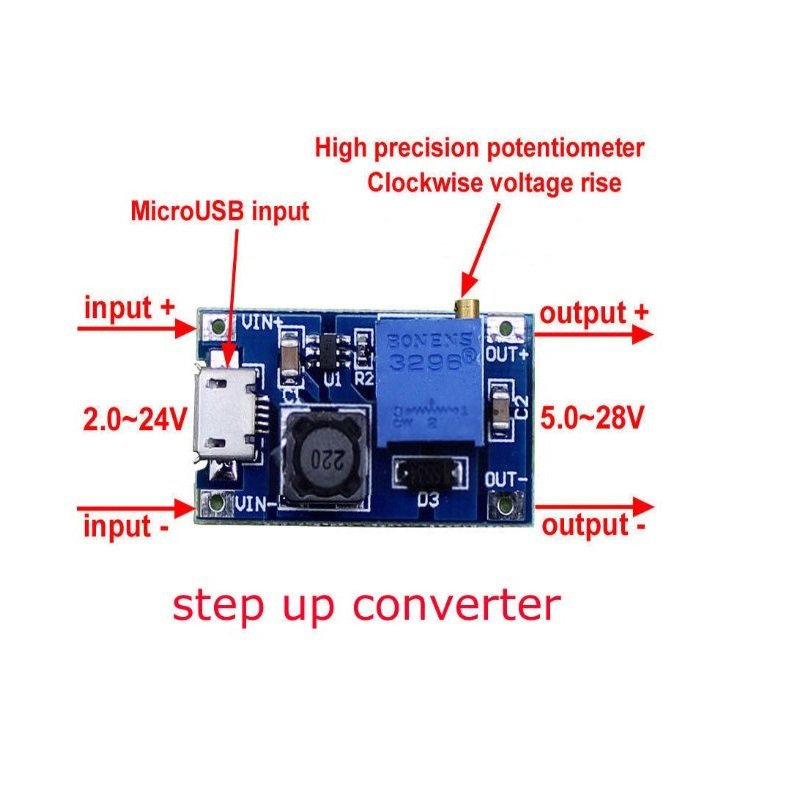 High precision potentiometer
Clockwise voltage rise
MicroUSB input
input +
output +
VIN+
OUT+
BONENS
3296®
C1
U1
R2
3
1
CW 2
C2
2.0~24V
5.0~28V
220
D3
OUT-
VIN-
input -
output -
step up converter